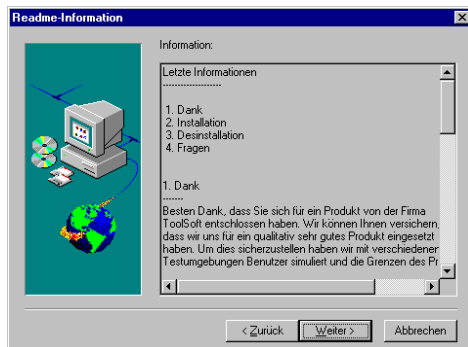 Readme-Information
Information:
Letzte Informationen
-------------------
1. Dank
2. Installation
3. Desinstallation
4. Fragen
1. Dank
-------
Besten Dank, dass Sie sich für ein Produkt von der Firma
ToolSoft entschlossen haben. Wir können Ihnen versichern,
dass wir uns für ein qualitativ sehr gutes Produkt eingesetzt
haben. Um dies sicherzustellen haben wir mit verschiedener
Testumgebungen Benutzer simuliert und die Grenzen des Pr
< Zurück
Weiter >
Abbrechen